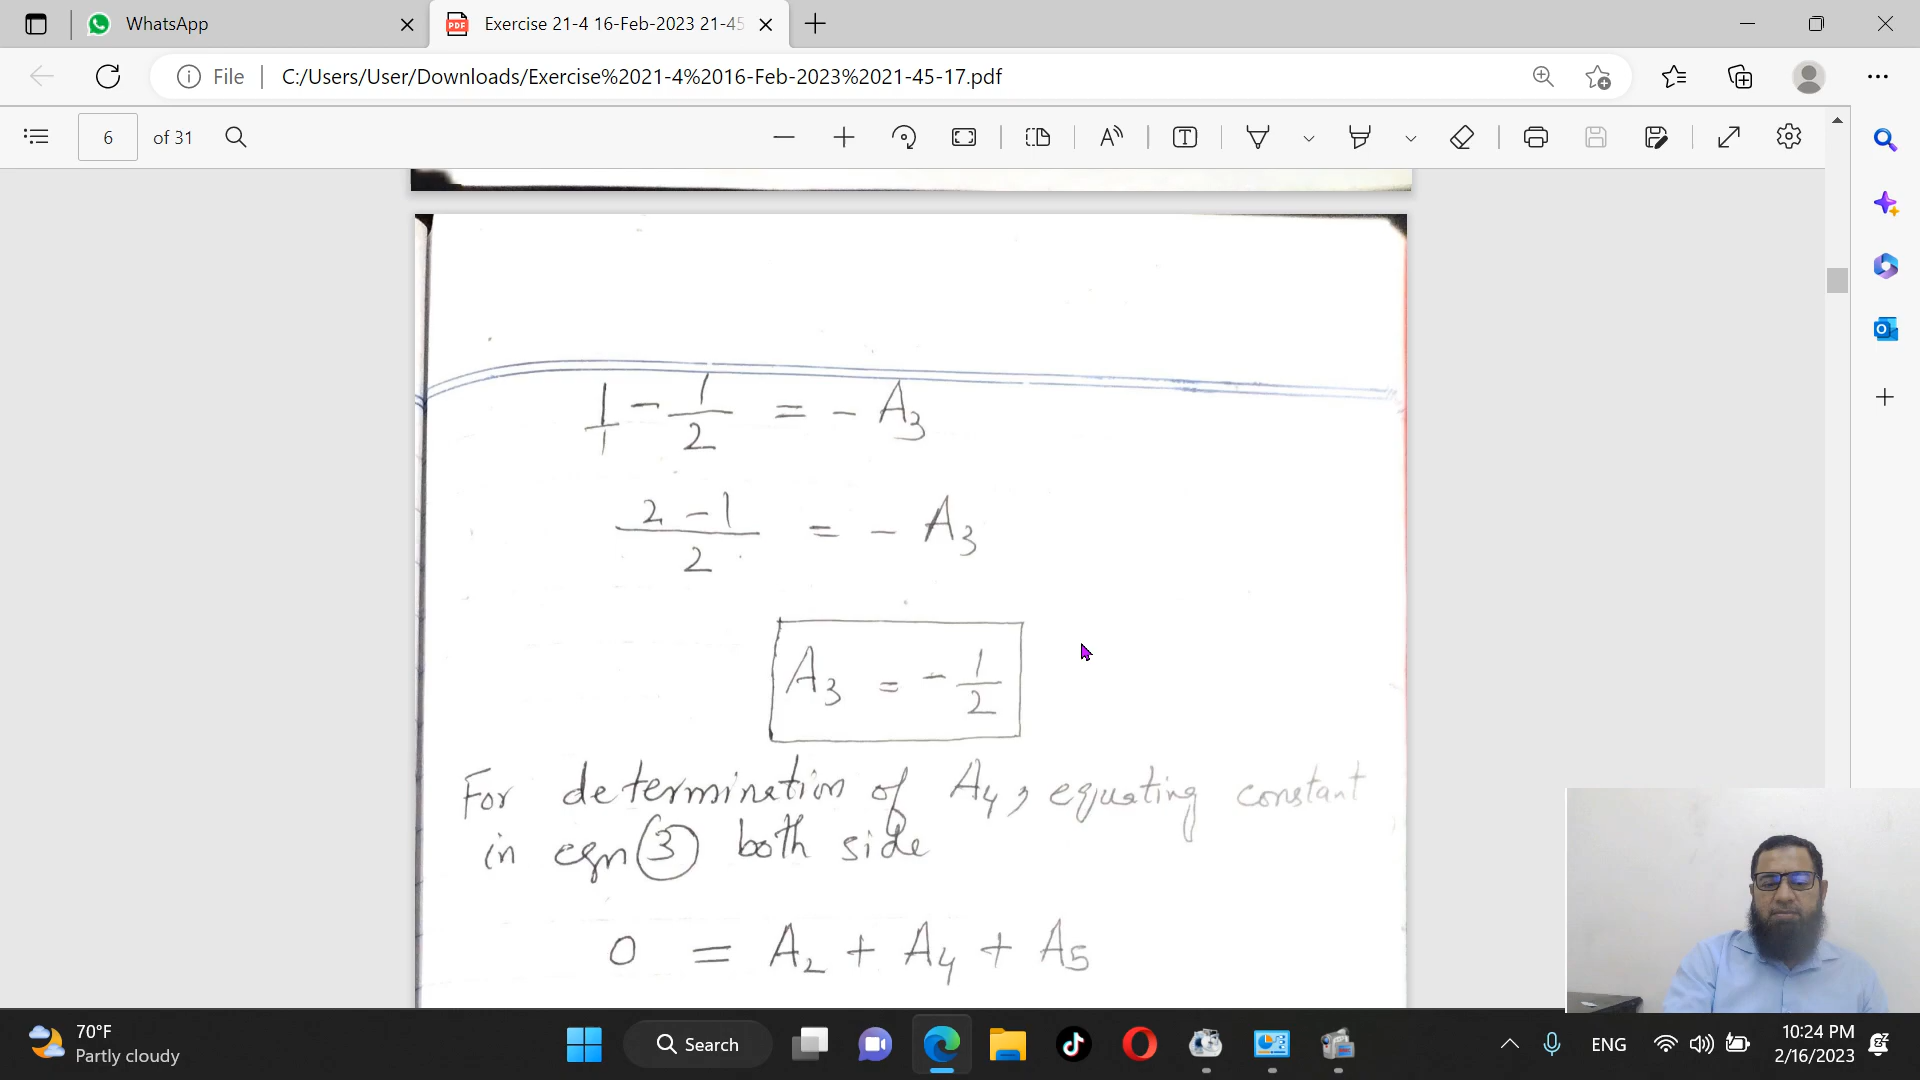 WhatsApp
Exercise 21-4 16-Feb-2023 21-45
File
C:/Users/User/Downloads/Exercise%2021-4%2016-Feb-2023%2021-45-17.pdf
6 of 31
1/1 - 1/2 = - A₃
2 - 1 / 2 = - A₃
A₃ = - 1/2
For determination of A₄, equating constant
in eqn (3) both side
0 = A₂ + A₄ + A₅
70°F
Partly cloudy
Search
ENG
10:24 PM
2/16/2023